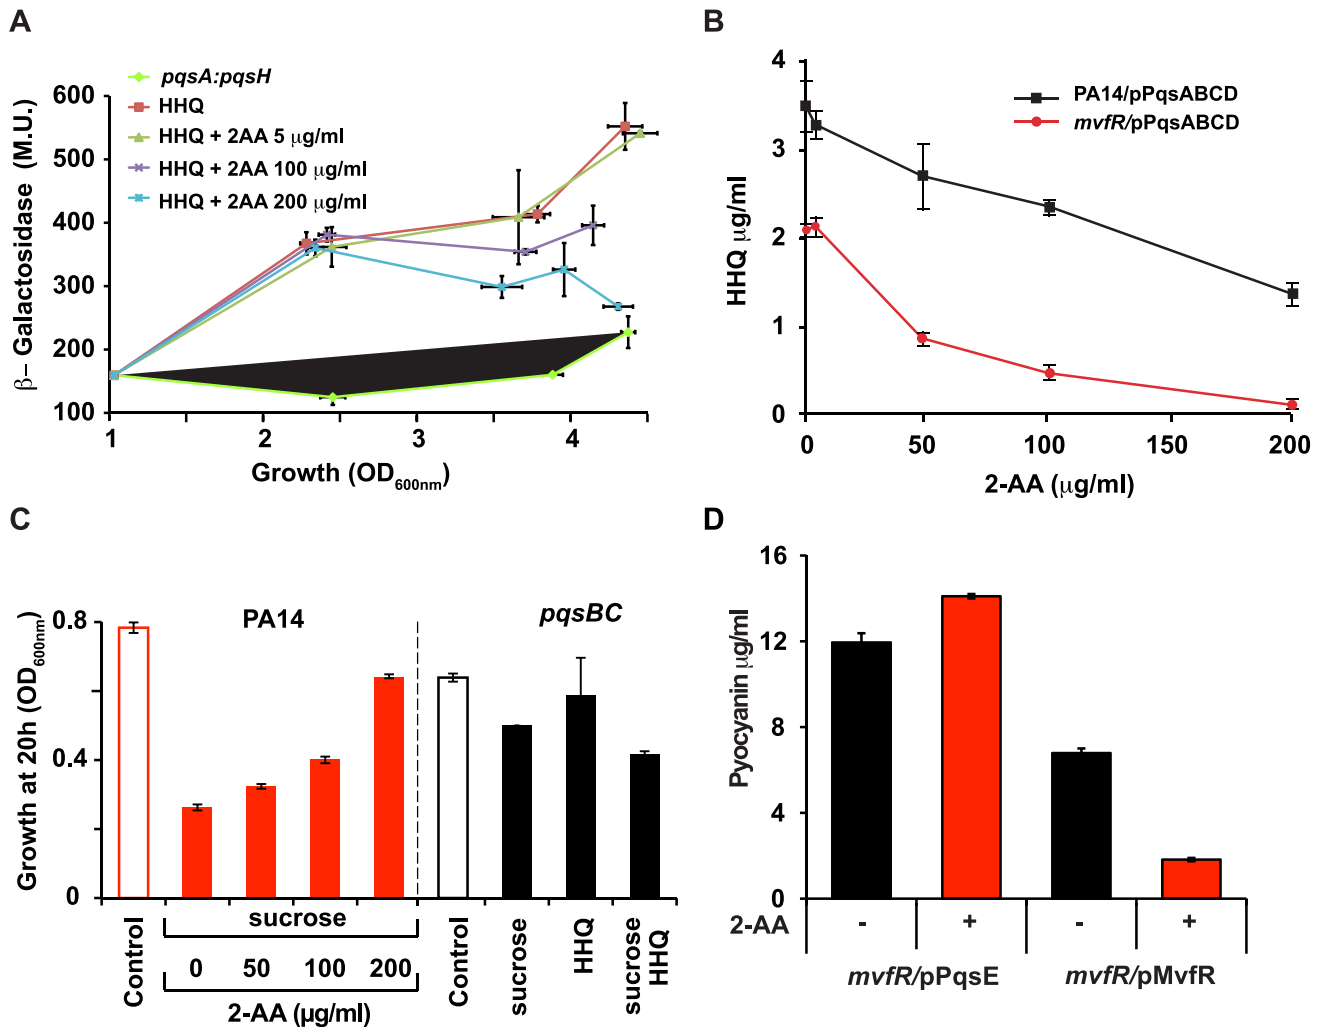 A
pqsA:pqsH
HHQ
HHQ + 2AA 5 μg/ml
HHQ + 2AA 100 μg/ml
HHQ + 2AA 200 μg/ml
β– Galactosidase (M.U.)
600
500
400
300
200
100
1
2
3
4
Growth (OD600nm)
B
PA14/pPqsABCD
mvfR/pPqsABCD
HHQ μg/ml
4
3
2
1
0
0
50
100
150
200
2-AA (μg/ml)
C
PA14
pqsBC
Growth at 20h (OD600nm)
0.8
0.4
0
Control
sucrose
0
50
100
200
2-AA (μg/ml)
Control
sucrose
HHQ
sucrose
HHQ
D
Pyocyanin μg/ml
16
12
8
4
0
2-AA
-
+
-
+
mvfR/pPqsE
mvfR/pMvfR